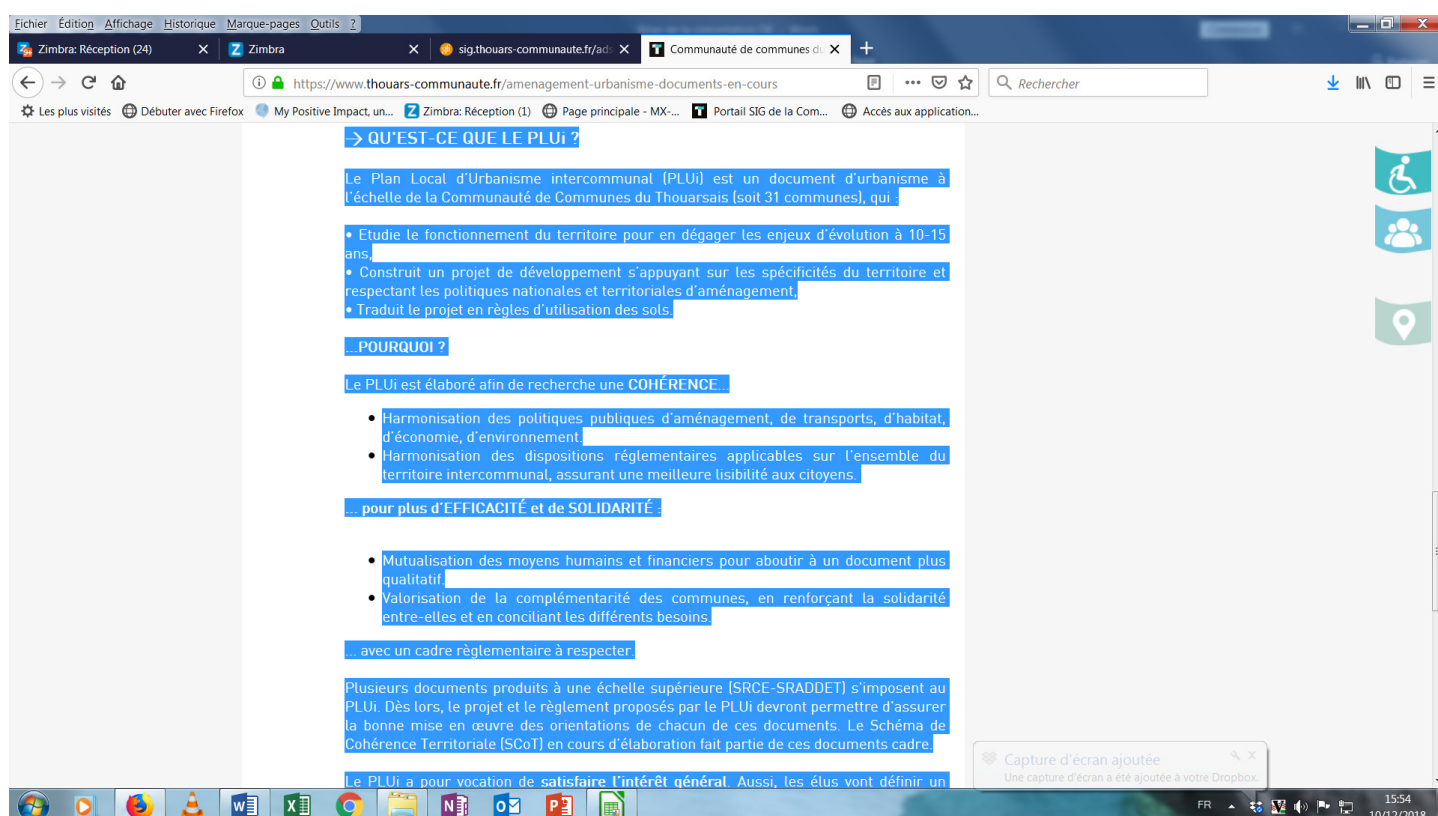 Fichier Édition Affichage Historique Marque-pages Outils ?
Zimbra: Réception (24)
Zimbra
sig.thouars-communaute.fr/ads
Communauté de communes du
https://www.thouars-communaute.fr/amenagement-urbanisme-documents-en-cours
Rechercher
Les plus visités Débuter avec Firefox My Positive Impact, un... Zimbra: Réception (1) Page principale - MX-... Portail SIG de la Com... Accès aux application...
→ QU'EST-CE QUE LE PLUi ?
Le Plan Local d'Urbanisme intercommunal (PLUi) est un document d'urbanisme à
l'échelle de la Communauté de Communes du Thouarsais (soit 31 communes), qui :
• Etudie le fonctionnement du territoire pour en dégager les enjeux d'évolution à 10-15
ans,
• Construit un projet de développement s'appuyant sur les spécificités du territoire et
respectant les politiques nationales et territoriales d'aménagement,
• Traduit le projet en règles d'utilisation des sols.
...POURQUOI ?
Le PLUi est élaboré afin de recherche une COHÉRENCE...
• Harmonisation des politiques publiques d'aménagement, de transports, d'habitat,
d'économie, d'environnement.
• Harmonisation des dispositions réglementaires applicables sur l'ensemble du
territoire intercommunal, assurant une meilleure lisibilité aux citoyens.
... pour plus d'EFFICACITÉ et de SOLIDARITÉ :
• Mutualisation des moyens humains et financiers pour aboutir à un document plus
qualitatif.
• Valorisation de la complémentarité des communes, en renforçant la solidarité
entre-elles et en conciliant les différents besoins.
... avec un cadre règlementaire à respecter.
Plusieurs documents produits à une échelle supérieure (SRCE-SRADDET) s'imposent au
PLUi. Dès lors, le projet et le règlement proposés par le PLUi devront permettre d'assurer
la bonne mise en œuvre des orientations de chacun de ces documents. Le Schéma de
Cohérence Territoriale (SCoT) en cours d'élaboration fait partie de ces documents cadre.
Le PLUi a pour vocation de satisfaire l'intérêt général. Aussi, les élus vont définir un
Capture d'écran ajoutée
Une capture d'écran a été ajoutée à votre Dropbox.
FR
15:54
10/12/2018